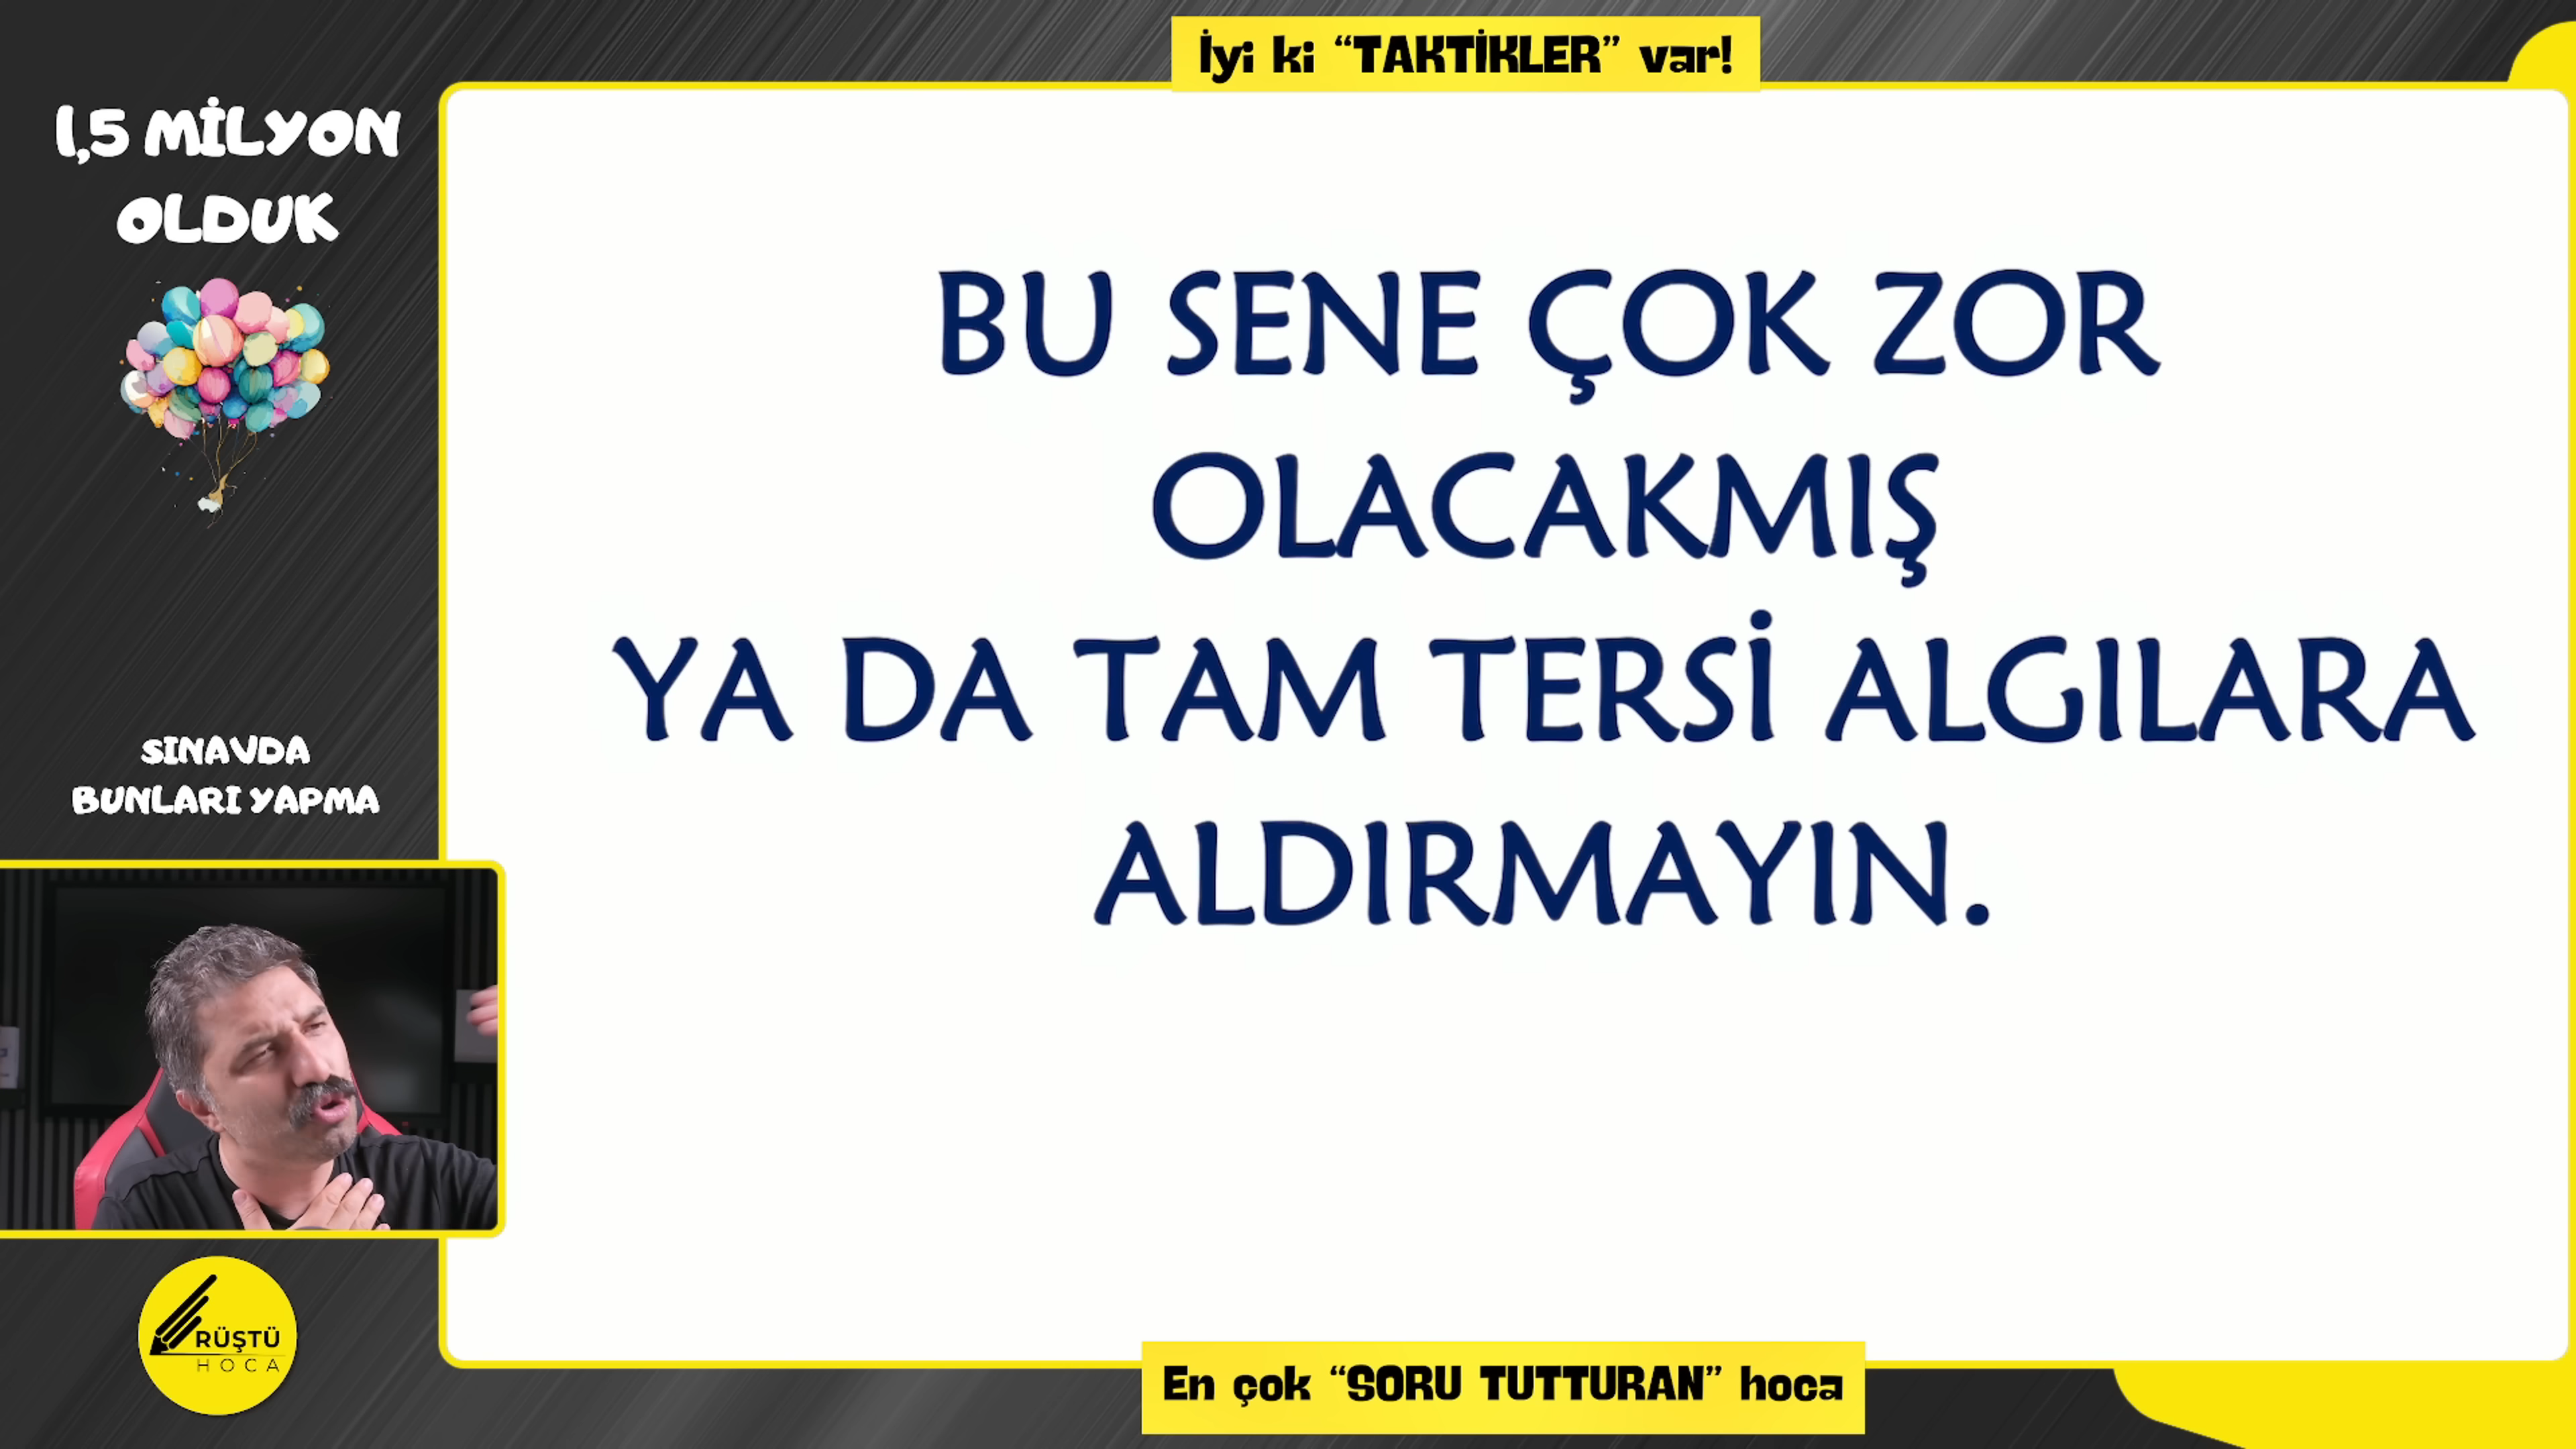 İyi ki “TAKTİKLER” var!
1,5 MİLYON
OLDUK
BU SENE ÇOK ZOR
OLACAKMIŞ
YA DA TAM TERSİ ALGILARA
ALDIRMAYIN.
SINAVDA
BUNLARI YAPMA
RÜŞTÜ
HOCA
En çok “SORU TUTTURAN” hoca